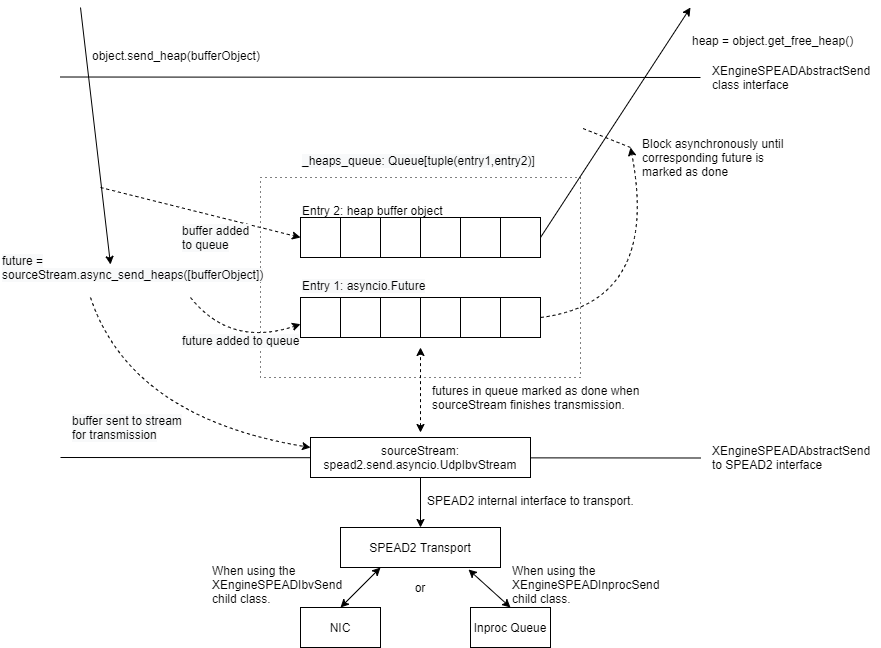 object.send_heap(bufferObject)
heap = object.get_free_heap()
XEngineSPEADAbstractSend
class interface
Block asynchronously until
corresponding future is
marked as done
_heaps_queue: Queue[tuple(entry1,entry2)]
Entry 2: heap buffer object
buffer added
to queue
future =
sourceStream.async_send_heaps([bufferObject])
Entry 1: asyncio.Future
future added to queue
futures in queue marked as done when
sourceStream finishes transmission.
buffer sent to stream
for transmission
sourceStream:
spead2.send.asyncio.UdpIbvStream
XEngineSPEADAbstractSend
to SPEAD2 interface
SPEAD2 internal interface to transport.
SPEAD2 Transport
When using the
XEngineSPEADIbvSend
child class.
or
When using the
XEngineSPEADInprocSend
child class.
NIC
Inproc Queue